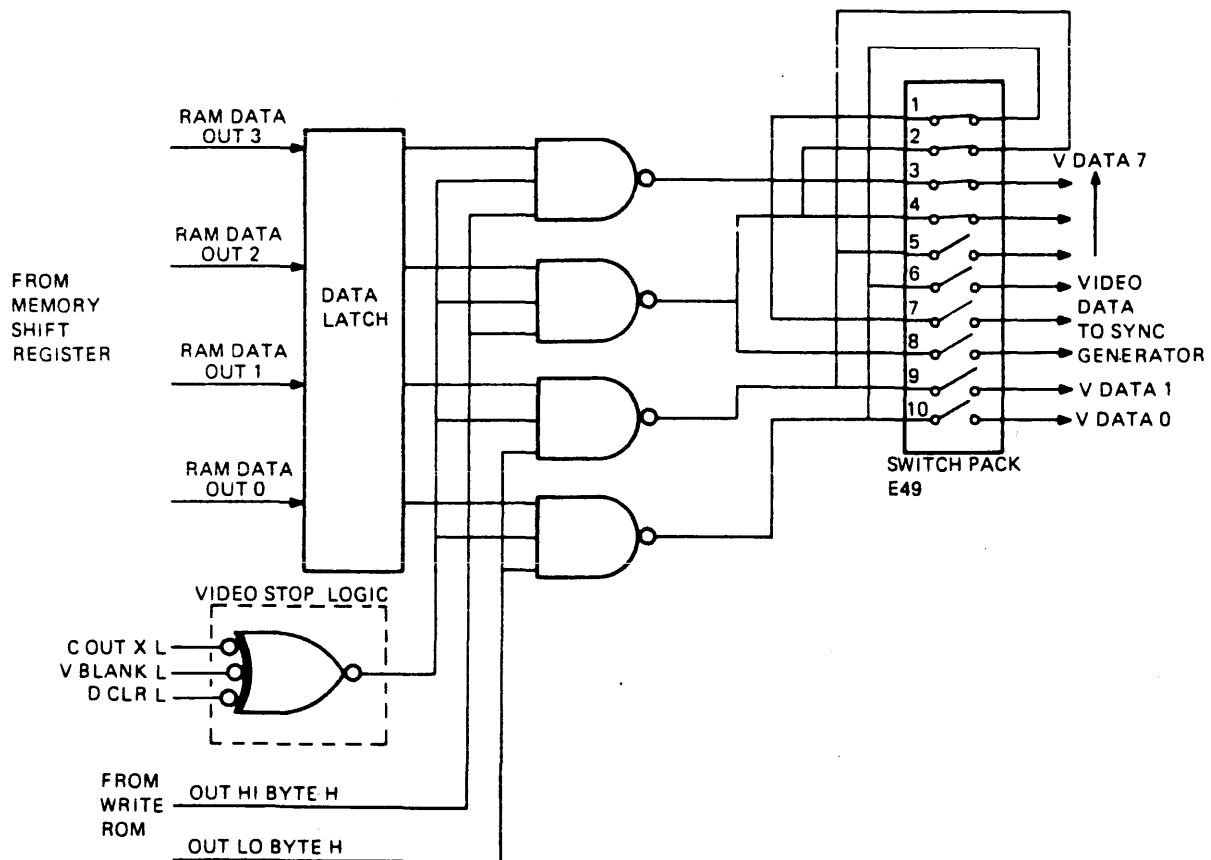 RAM DATA
OUT 3
RAM DATA
OUT 2
FROM
MEMORY
SHIFT
REGISTER
DATA
LATCH
RAM DATA
OUT 1
RAM DATA
OUT 0
VIDEO STOP LOGIC
C OUT X L
V BLANK L
D CLR L
FROM
WRITE
ROM
OUT HI BYTE H
OUT LO BYTE H
1
2
3
4
5
6
7
8
9
10
SWITCH PACK
E49
V DATA 7
VIDEO
DATA
TO SYNC
GENERATOR
V DATA 1
V DATA 0